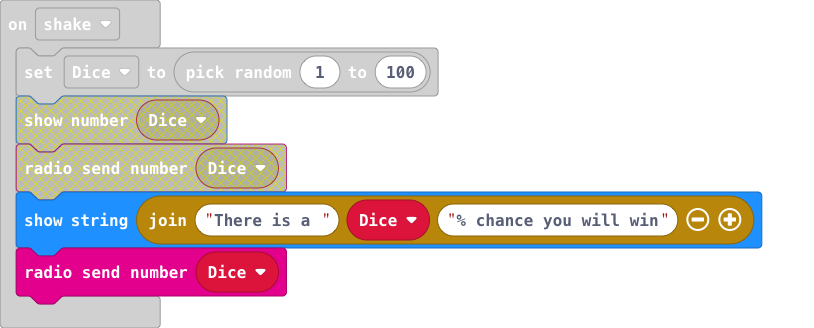 on shake
set Dice to pick random 1 to 100
show number Dice
radio send number Dice
show string join "There is a " Dice "% chance you will win"
radio send number Dice